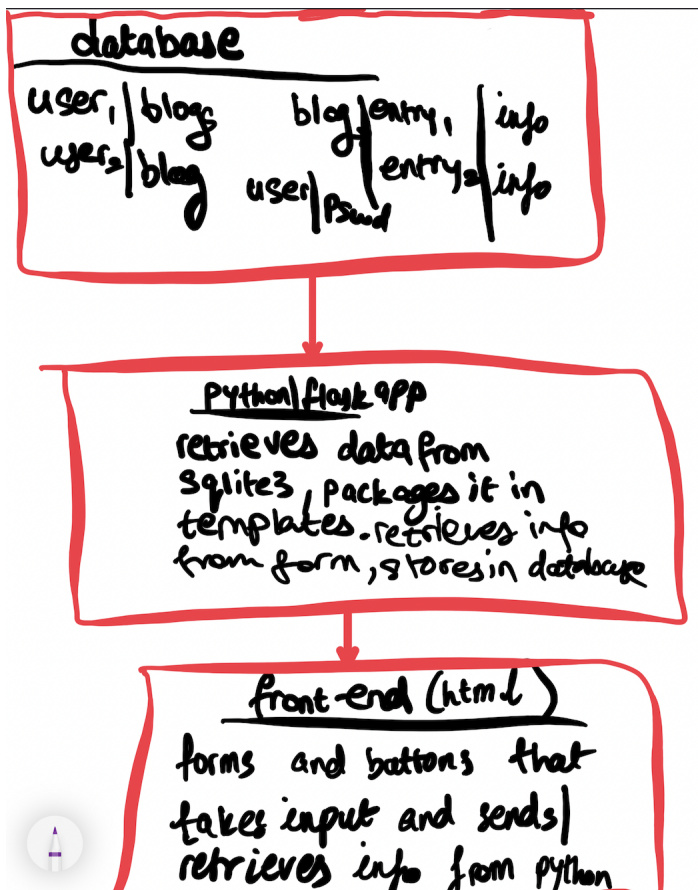 database
user1 | blogs
user2 | blog
blog | entry1 | info
entry2 | info
user | pswd
python/flask app
retrieves data from
sqlite3, packages it in
templates. retrieves info
from form, stores in database
front-end (html)
forms and buttons that
takes input and sends/
retrieves info from python